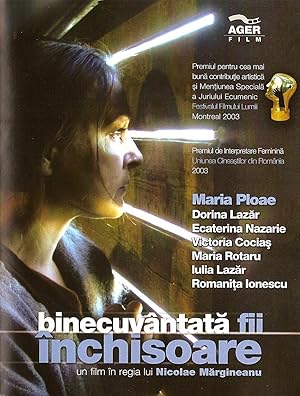 AGER
FILM
Premiul pentru cea mai
bună contribuție artistică
și Mențiunea Specială
a Juriului Ecumenic
Festivalul Filmului Lumii
Montreal 2003
Premiul de Interpretare Feminină
Uniunea Cineaștilor din România
2003
Maria Ploae
Dorina Lazăr
Ecaterina Nazarie
Victoria Cociaș
Maria Rotaru
Iulia Lazăr
Romanița Ionescu
binecuvântată fii
închisoare
un film în regia lui Nicolae Mărgineanu